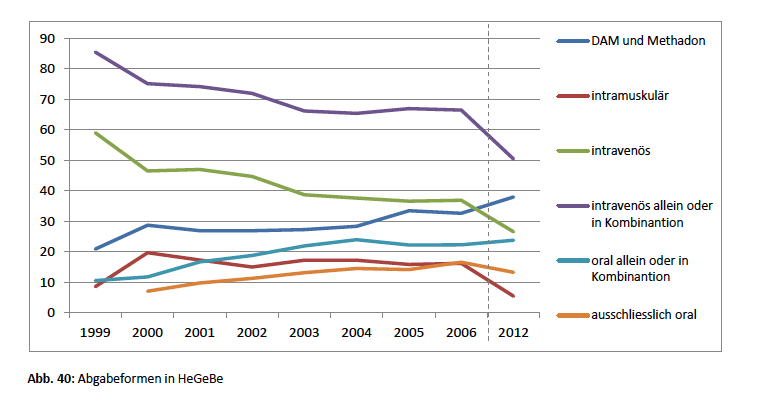 90
80
70
60
50
40
30
20
10
0
1999 2000 2001 2002 2003 2004 2005 2006 2012
DAM und Methadon
intramuskulär
intravenös
intravenös allein oder
in Kombinantion
oral allein oder in
Kombinantion
ausschliesslich oral
Abb. 40: Abgabeformen in HeGeBe